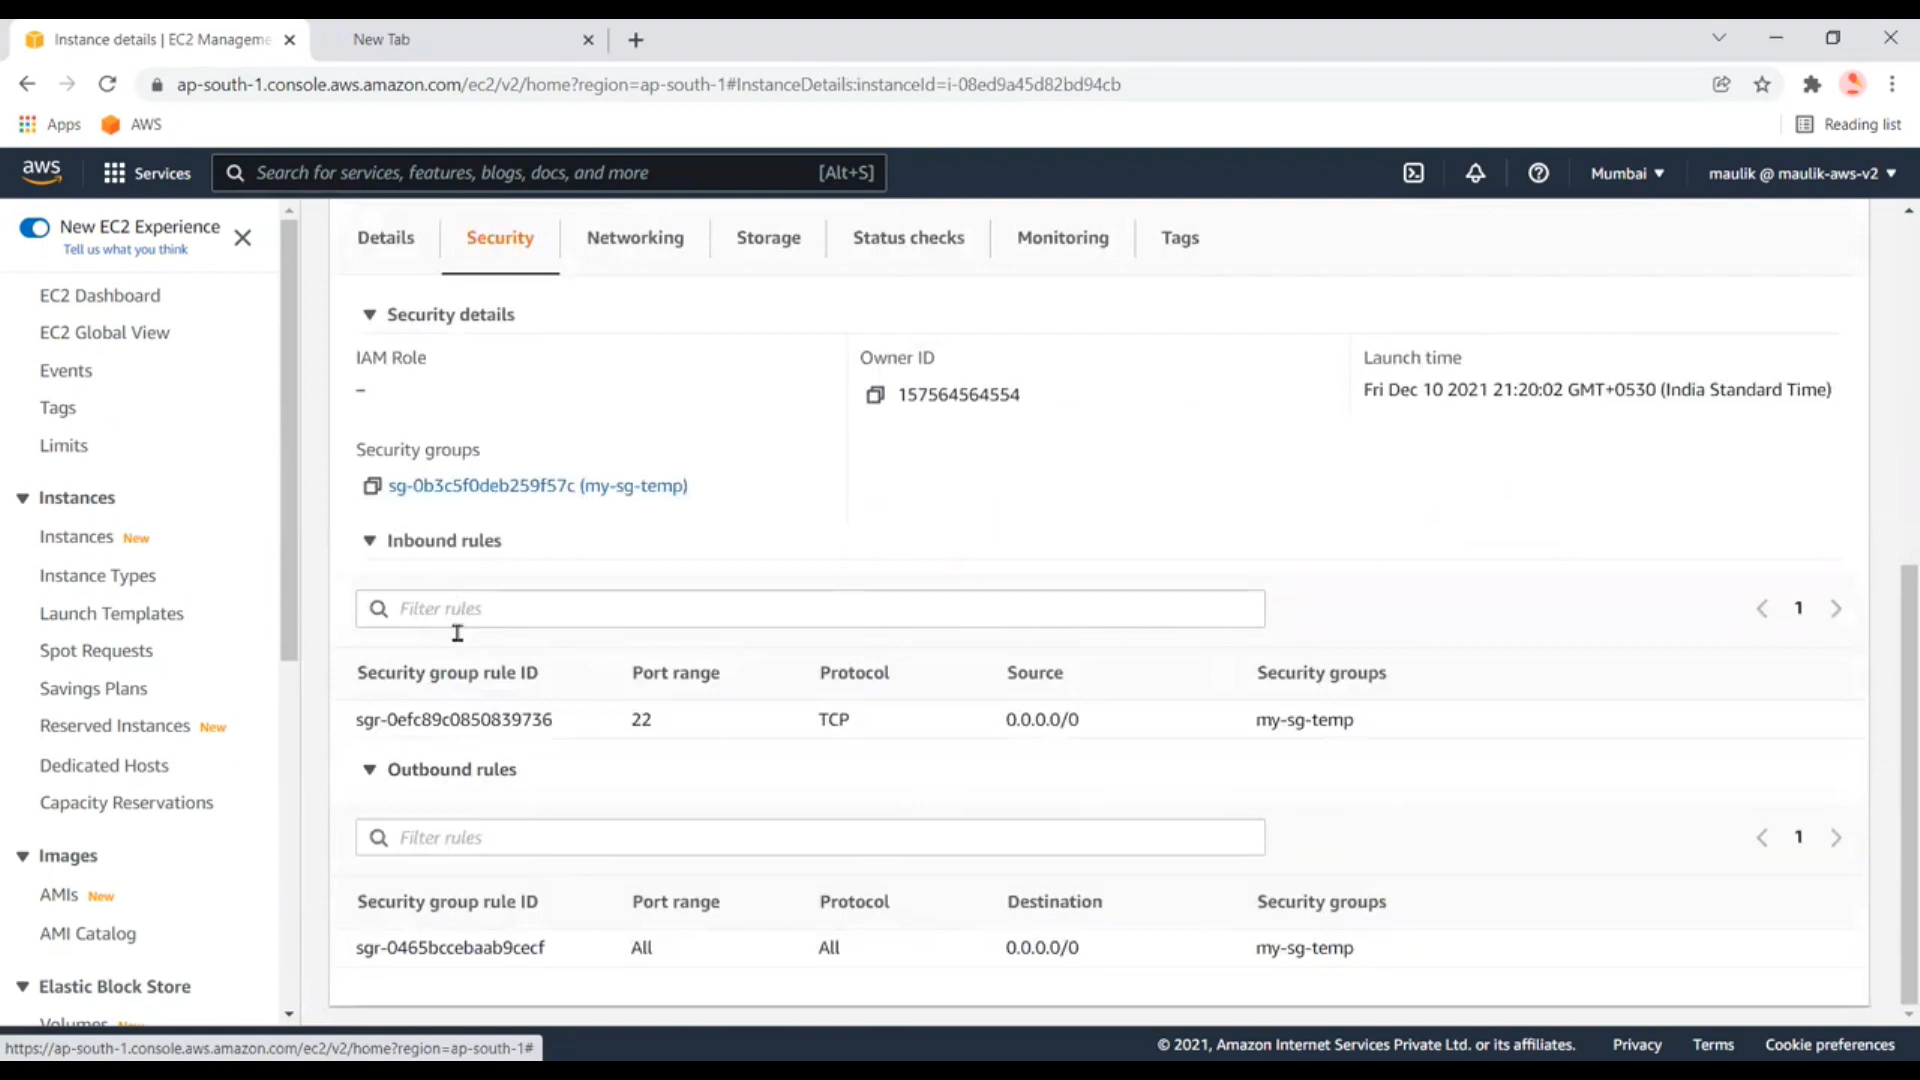 Instance details | EC2 Manageme
New Tab
ap-south-1.console.aws.amazon.com/ec2/v2/home?region=ap-south-1#InstanceDetails:instanceId=i-08ed9a45d82bd94cb
Apps
AWS
Reading list
aws
Services
Search for services, features, blogs, docs, and more
[Alt+S]
Mumbai
maulik @ maulik-aws-v2
New EC2 Experience
Tell us what you think
EC2 Dashboard
EC2 Global View
Events
Tags
Limits
Instances
Instances New
Instance Types
Launch Templates
Spot Requests
Savings Plans
Reserved Instances New
Dedicated Hosts
Capacity Reservations
Images
AMIs New
AMI Catalog
Elastic Block Store
Volumes New
Details
Security
Networking
Storage
Status checks
Monitoring
Tags
Security details
IAM Role
–
Owner ID
157564564554
Launch time
Fri Dec 10 2021 21:20:02 GMT+0530 (India Standard Time)
Security groups
sg-0b3c5f0deb259f57c (my-sg-temp)
Inbound rules
Filter rules
1
Security group rule ID Port range Protocol Source Security groups
sgr-0efc89c0850839736 22 TCP 0.0.0.0/0 my-sg-temp
Outbound rules
Filter rules
1
Security group rule ID Port range Protocol Destination Security groups
sgr-0465bccebaab9cecf All All 0.0.0.0/0 my-sg-temp
https://ap-south-1.console.aws.amazon.com/ec2/v2/home?region=ap-south-1#
© 2021, Amazon Internet Services Private Ltd. or its affiliates.
Privacy
Terms
Cookie preferences